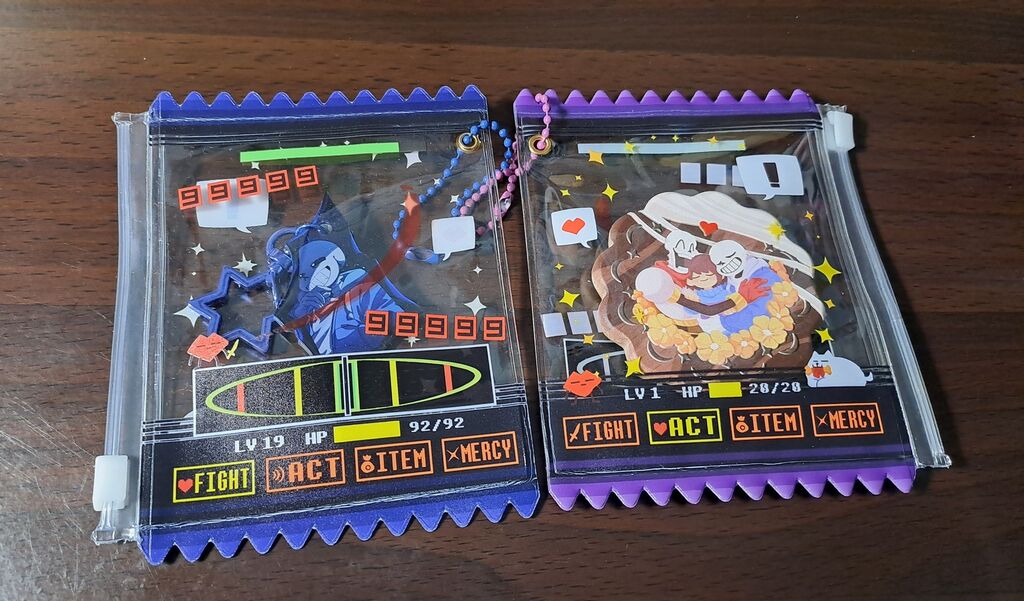 99999
99999
LV 19 HP 92/92
FIGHT ACT ITEM MERCY
!
LV 1 HP 20/20
FIGHT ACT ITEM MERCY